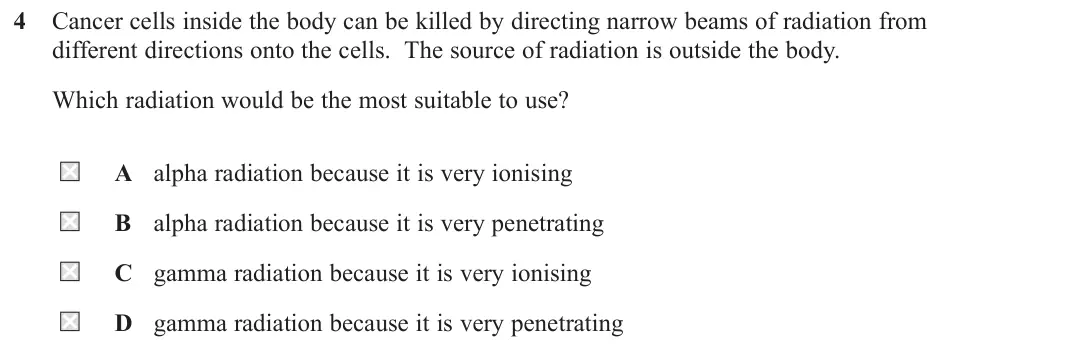 4 Cancer cells inside the body can be killed by directing narrow beams of radiation from
different directions onto the cells. The source of radiation is outside the body.
Which radiation would be the most suitable to use?
A alpha radiation because it is very ionising
B alpha radiation because it is very penetrating
C gamma radiation because it is very ionising
D gamma radiation because it is very penetrating